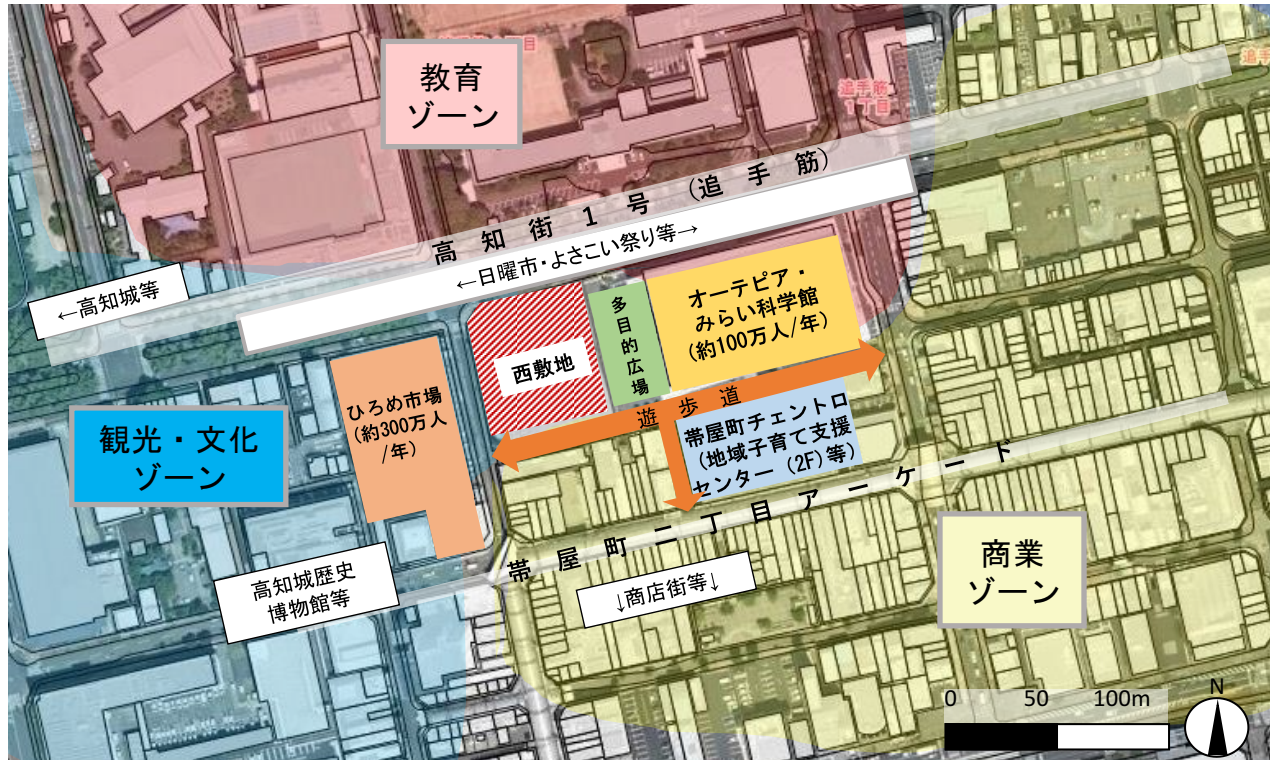 教育
ゾーン
追手筋
１丁目
高知街１号（追手筋）
←日曜市・よさこい祭り等→
←高知城等
オーテピア・
みらい科学館
(約100万人/年)
多目的広場
西敷地
ひろめ市場
(約300万人
/年)
遊歩道
観光・文化
ゾーン
帯屋町チェントロ
(地域子育て支援
センター (2F)等)
帯屋町二丁目アーケード
高知城歴史
博物館等
↓商店街等↓
商業
ゾーン
0 50 100m
N